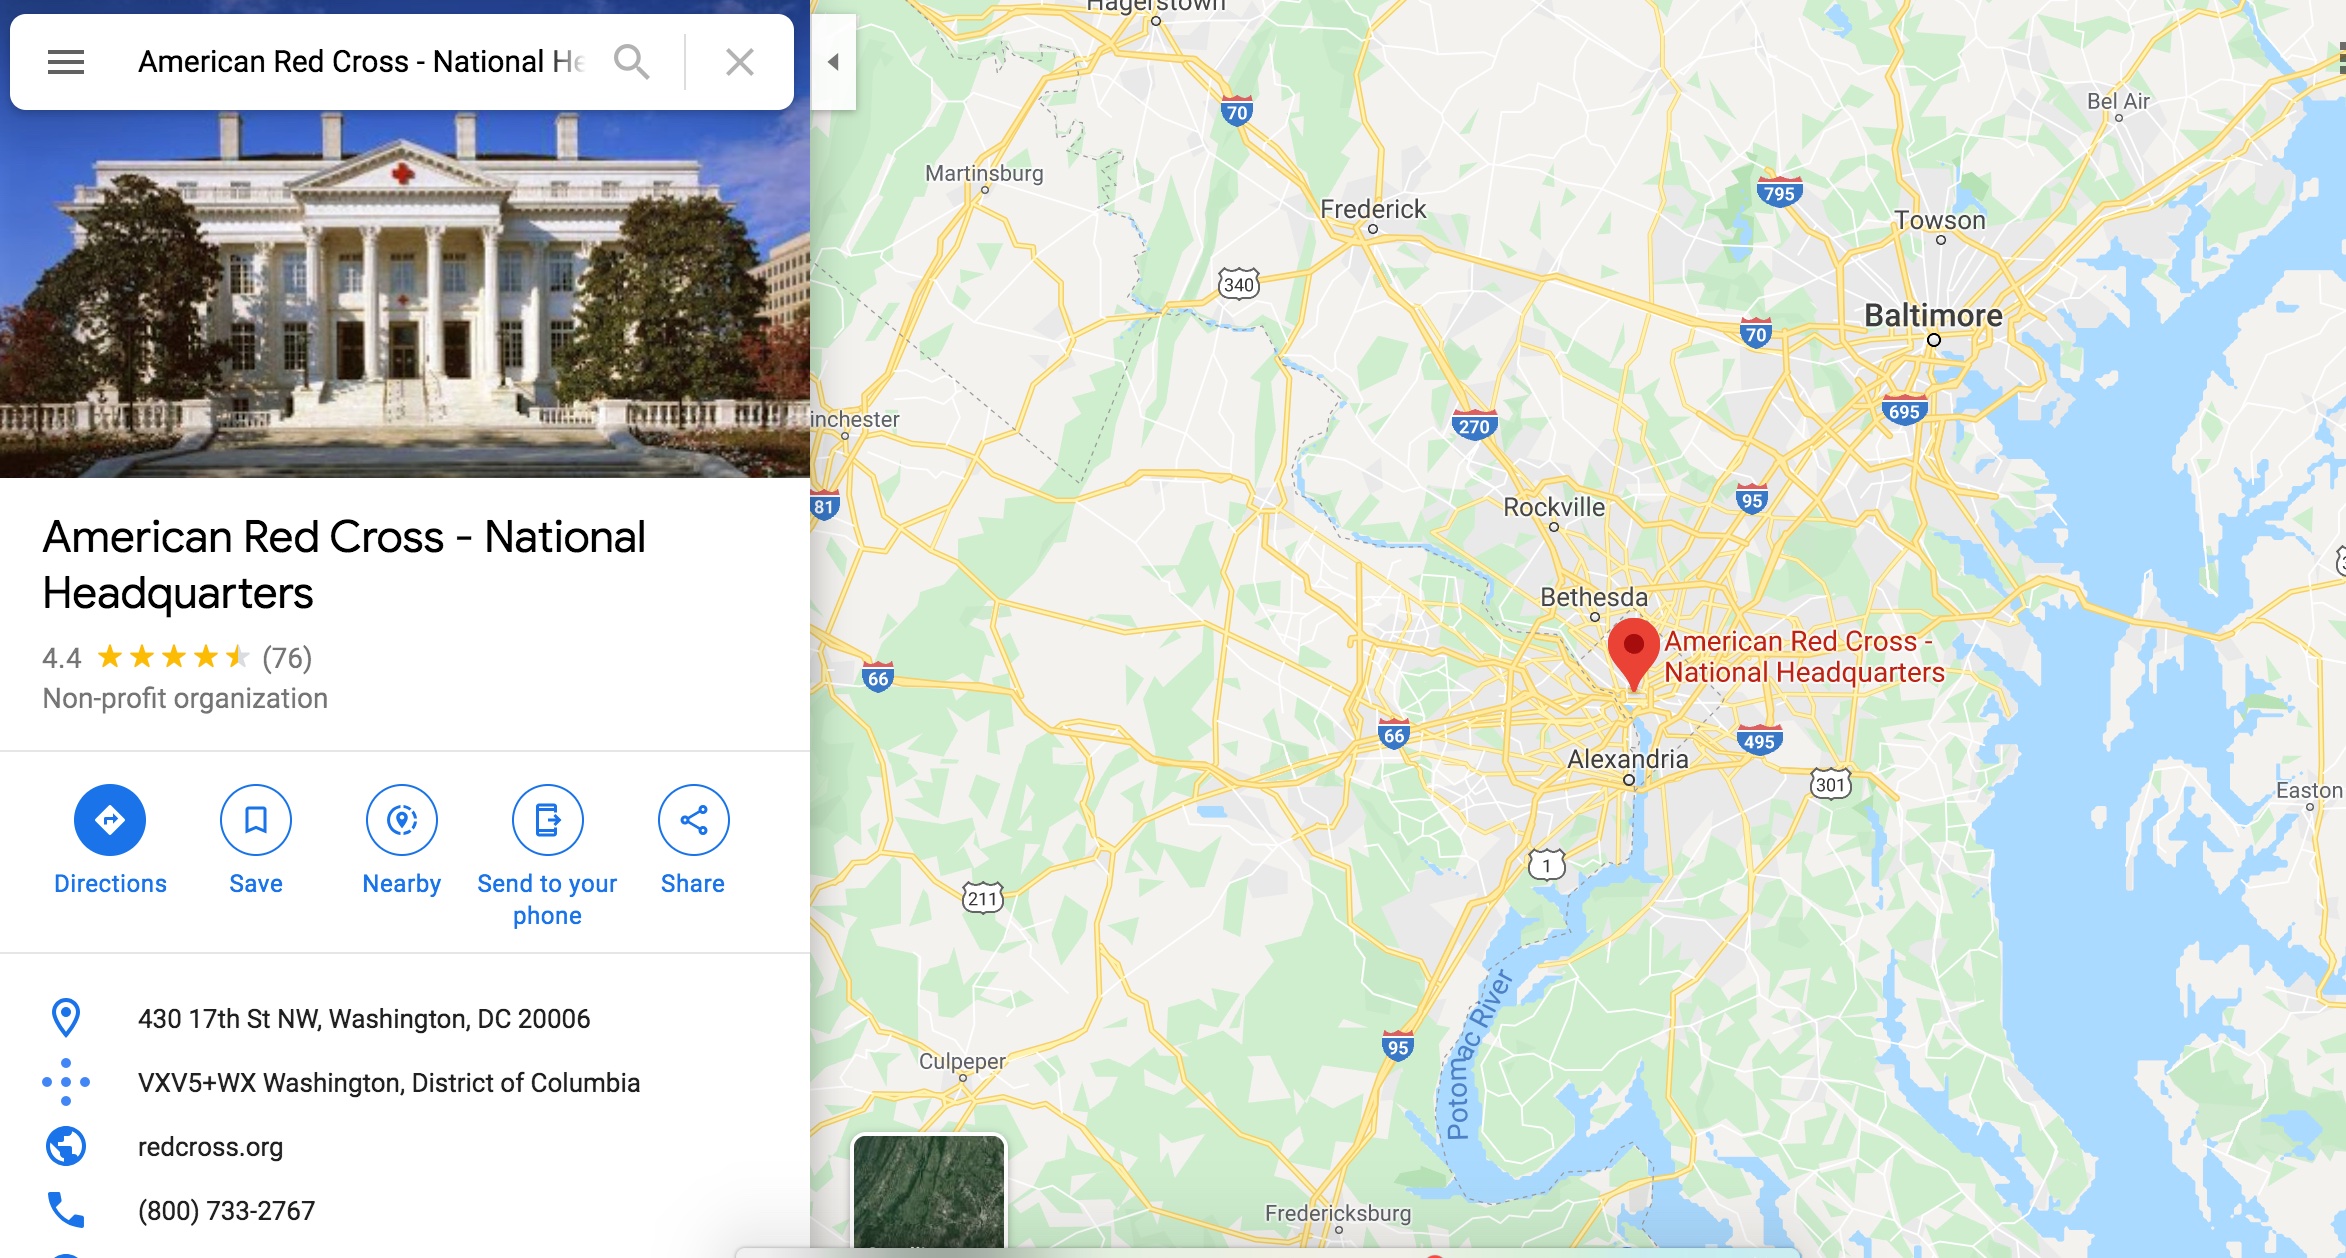 American Red Cross - National He
American Red Cross - National
Headquarters
4.4 (76)
Non-profit organization
Directions
Save
Nearby
Send to your
phone
Share
430 17th St NW, Washington, DC 20006
VXV5+WX Washington, District of Columbia
redcross.org
(800) 733-2767
Hagerstown
70
Bel Air
Martinsburg
795
Frederick
Towson
340
Baltimore
70
695
inchester
270
81
95
Rockville
Bethesda
American Red Cross -
National Headquarters
66
66
495
Alexandria
301
Easton
1
211
Potomac River
95
Culpeper
Fredericksburg